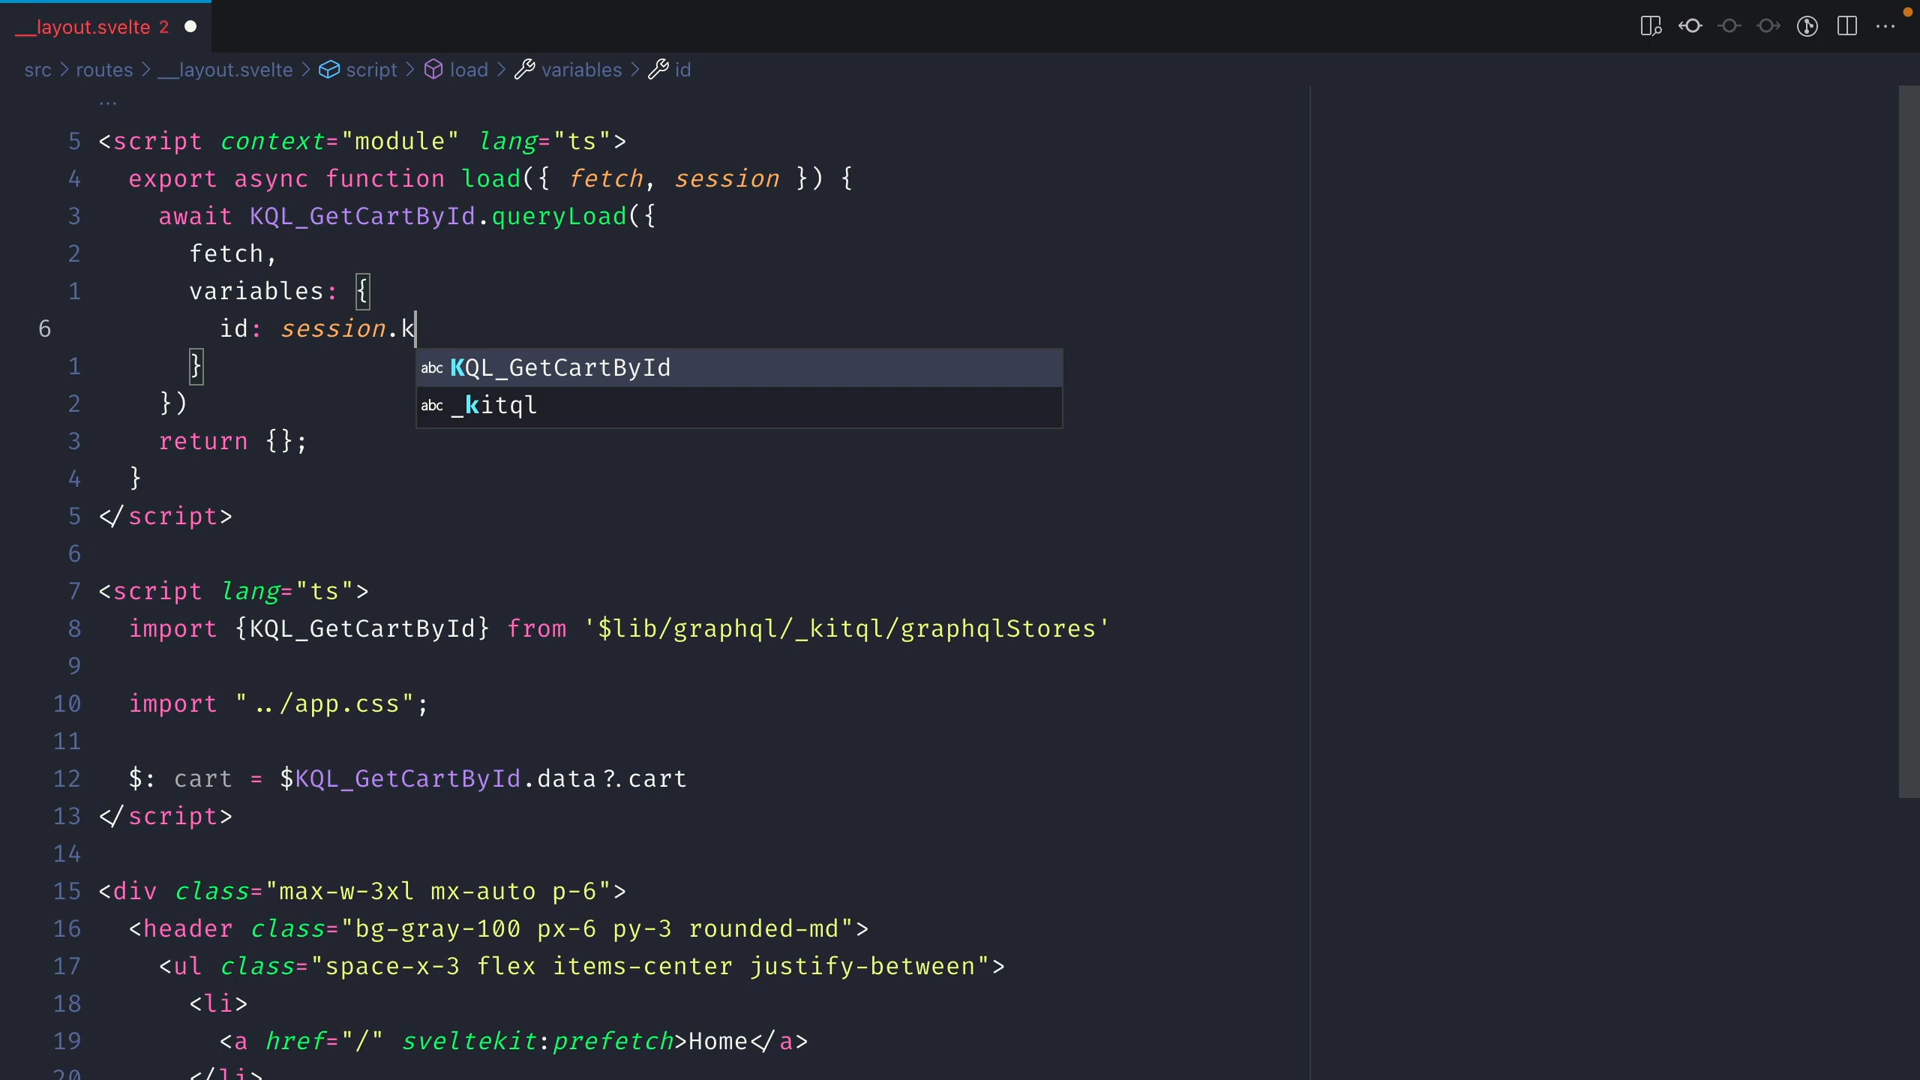 __layout.svelte 2
src > routes > __layout.svelte > script > load > variables > id
...
5 <script context="module" lang="ts">
4 export async function load({ fetch, session }) {
3 await KQL_GetCartById.queryLoad({
2 fetch,
1 variables: {
6 id: session.k
abc KQL_GetCartById
abc _kitql
1 }
2 })
3 return {};
4 }
5 </script>
6
7 <script lang="ts">
8 import {KQL_GetCartById} from '$lib/graphql/_kitql/graphqlStores'
9
10 import "../app.css";
11
12 $: cart = $KQL_GetCartById.data?.cart
13 </script>
14
15 <div class="max-w-3xl mx-auto p-6">
16 <header class="bg-gray-100 px-6 py-3 rounded-md">
17 <ul class="space-x-3 flex items-center justify-between">
18 <li>
19 <a href="/" sveltekit:prefetch>Home</a>
20 </li>